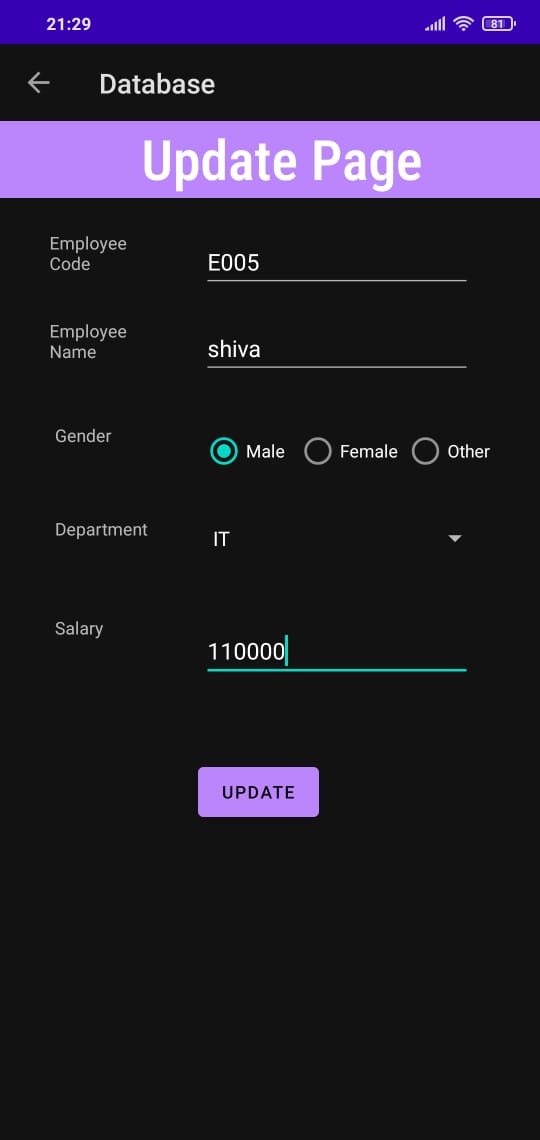 21:29
81
Database
Update Page
Employee
Code
E005
Employee
Name
shiva
Gender
Male
Female
Other
Department
IT
Salary
110000
UPDATE